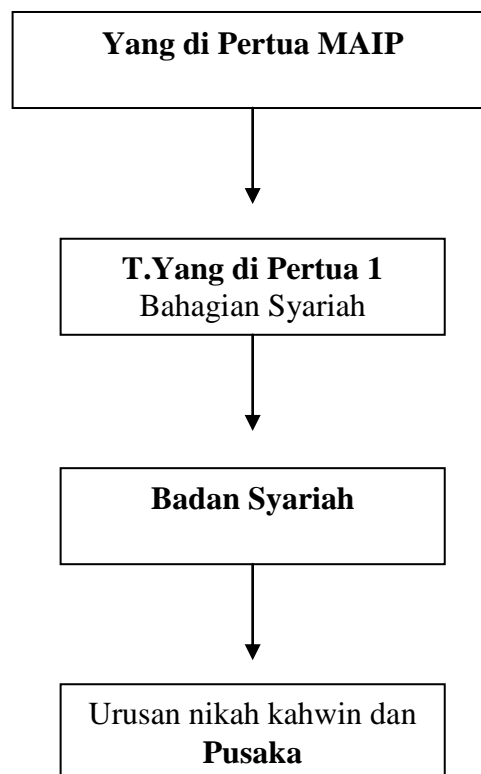 Yang di Pertua MAIP
T.Yang di Pertua 1
Bahagian Syariah
Badan Syariah
Urusan nikah kahwin dan
Pusaka